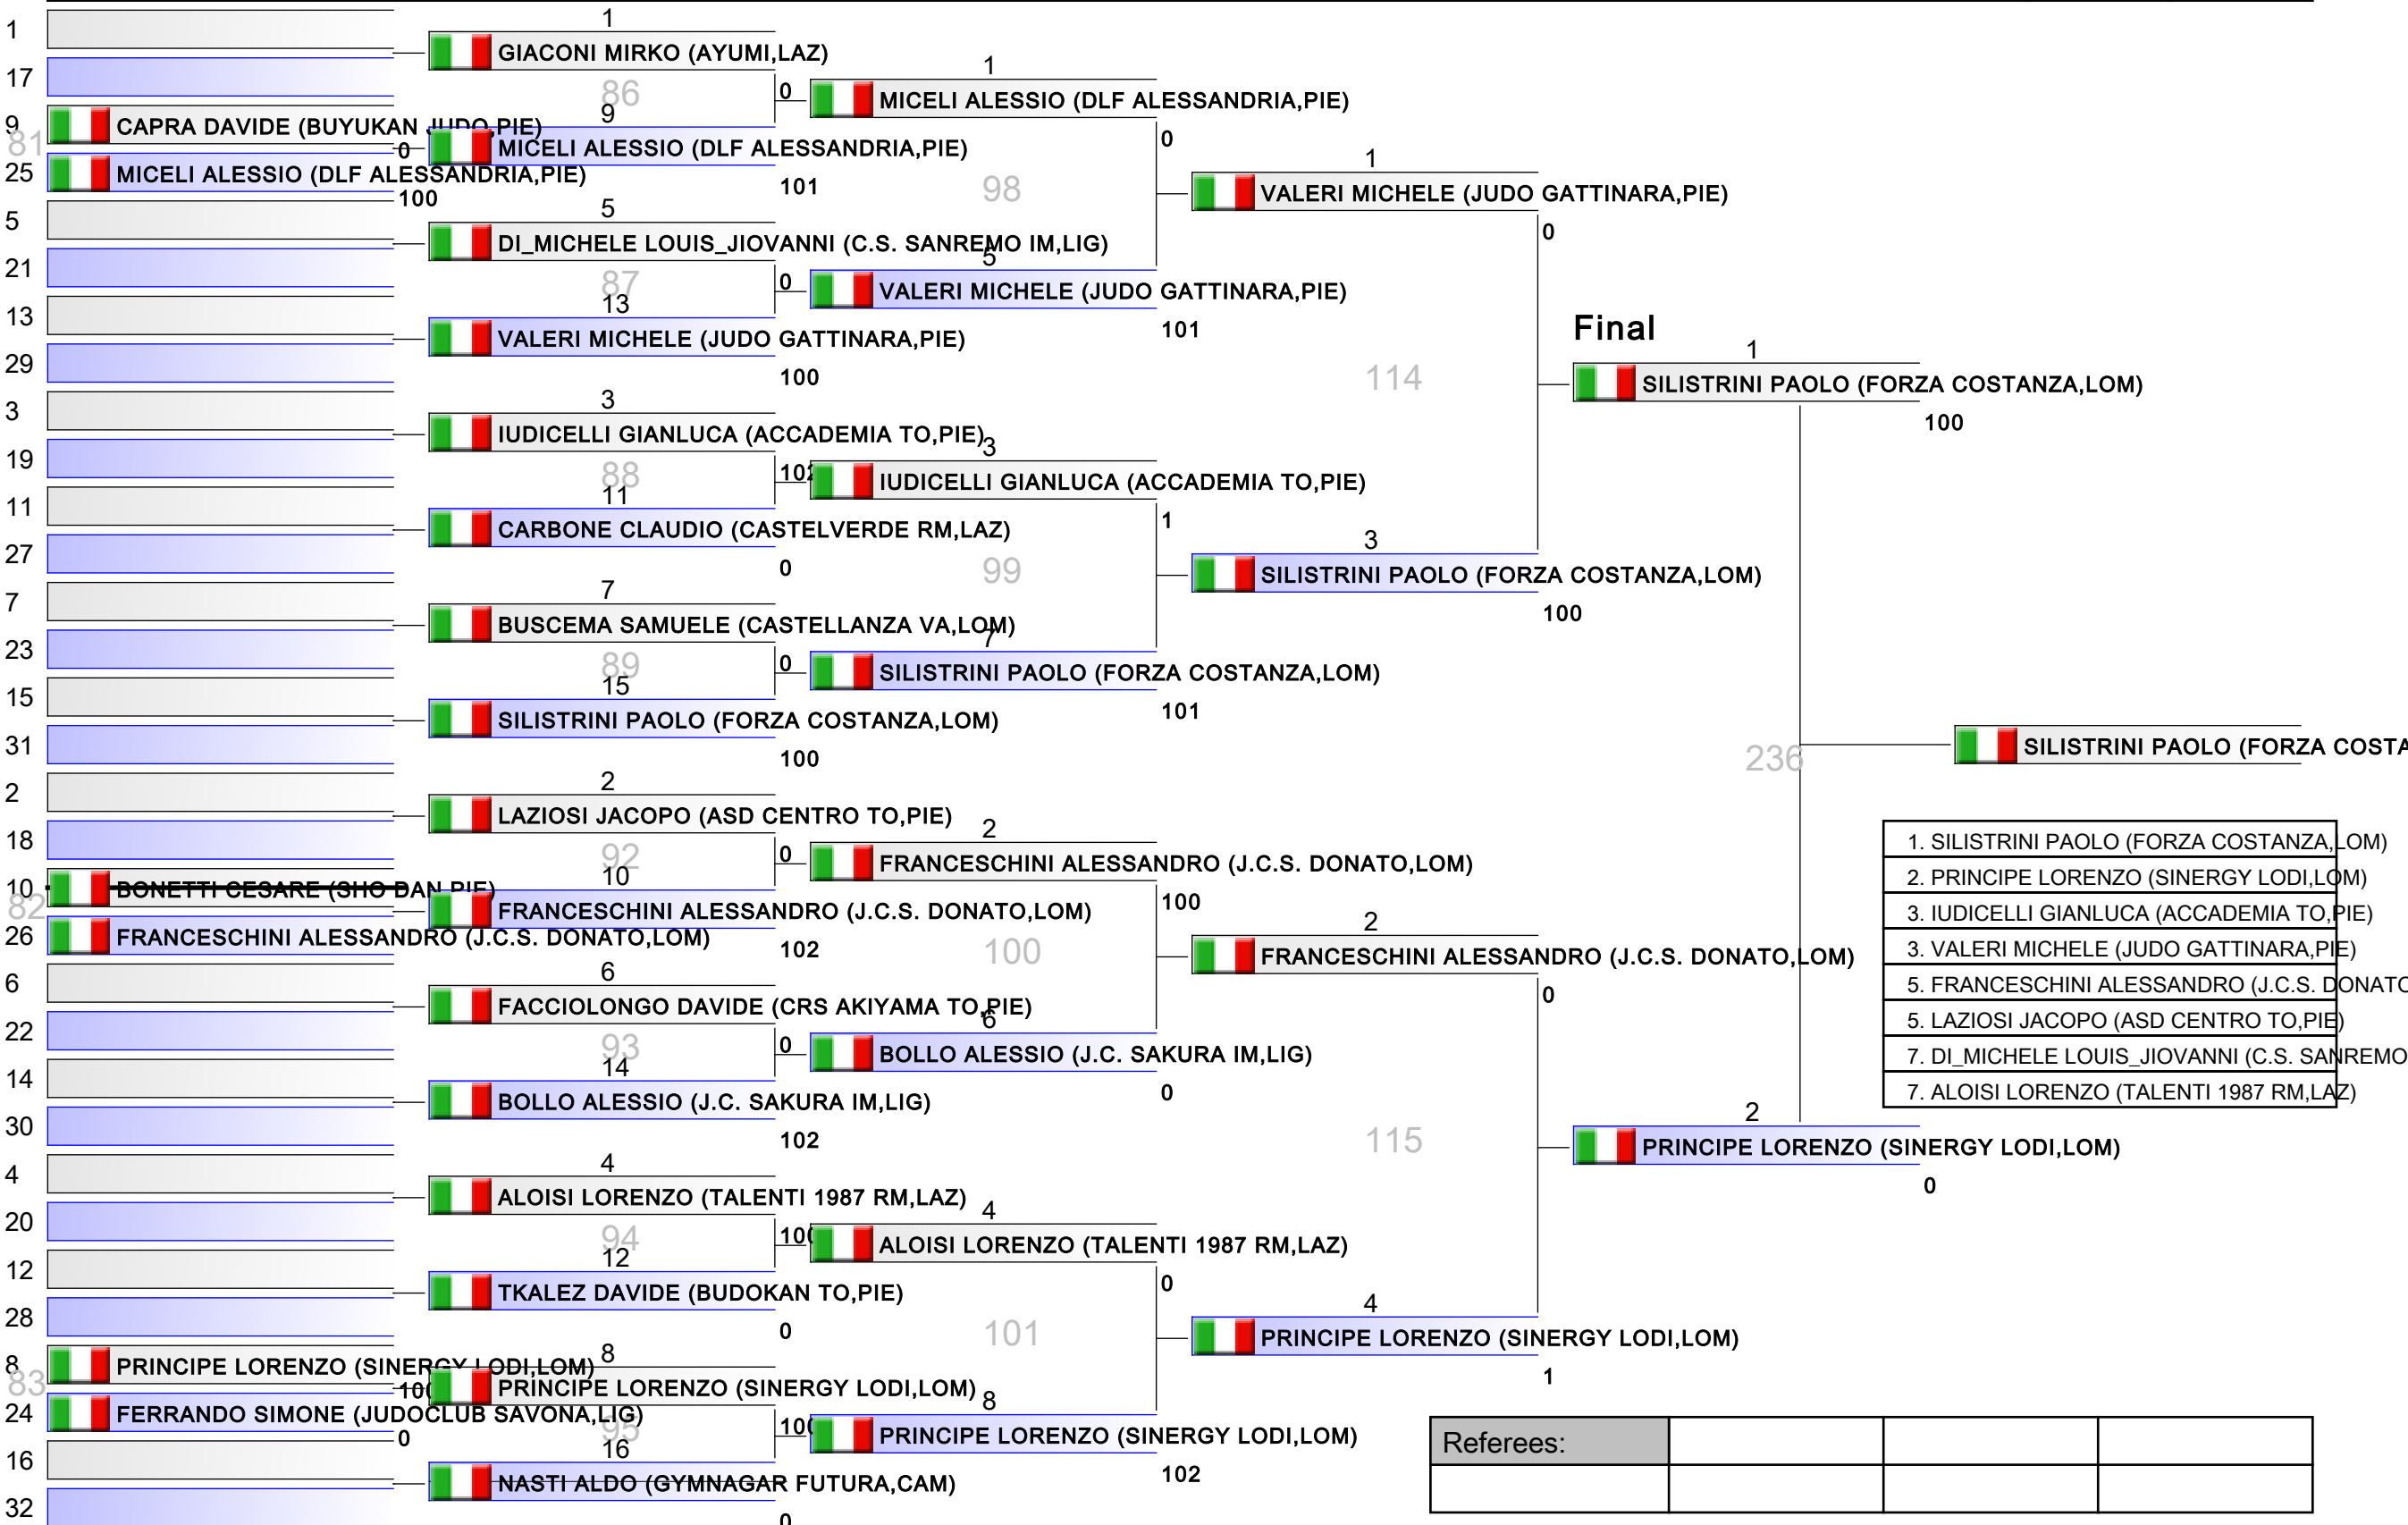 1
17
9
81
25
5
21
13
29
3
19
11
27
7
23
15
31
2
18
10
82
26
6
22
14
30
4
20
12
28
8
83
24
16
32
CAPRA DAVIDE (BUYUKAN JUDO,PIE)
0
MICELI ALESSIO (DLF ALESSANDRIA,PIE)
100
BONETTI CESARE (SHO DAN,PIE)
FRANCESCHINI ALESSANDRO (J.C.S. DONATO,LOM)
PRINCIPE LORENZO (SINERGY LODI,LOM)
100
FERRANDO SIMONE (JUDOCLUB SAVONA,LIG)
0
1
GIACONI MIRKO (AYUMI,LAZ)
86
0
9
MICELI ALESSIO (DLF ALESSANDRIA,PIE)
101
5
DI_MICHELE LOUIS_JIOVANNI (C.S. SANREMO IM,LIG)
87
0
13
VALERI MICHELE (JUDO GATTINARA,PIE)
100
3
IUDICELLI GIANLUCA (ACCADEMIA TO,PIE)
88
102
11
CARBONE CLAUDIO (CASTELVERDE RM,LAZ)
0
7
BUSCEMA SAMUELE (CASTELLANZA VA,LOM)
89
0
15
SILISTRINI PAOLO (FORZA COSTANZA,LOM)
100
2
LAZIOSI JACOPO (ASD CENTRO TO,PIE)
92
0
10
FRANCESCHINI ALESSANDRO (J.C.S. DONATO,LOM)
102
6
FACCIOLONGO DAVIDE (CRS AKIYAMA TO,PIE)
93
0
14
BOLLO ALESSIO (J.C. SAKURA IM,LIG)
102
4
ALOISI LORENZO (TALENTI 1987 RM,LAZ)
94
100
12
TKALEZ DAVIDE (BUDOKAN TO,PIE)
0
8
PRINCIPE LORENZO (SINERGY LODI,LOM)
95
100
16
NASTI ALDO (GYMNAGAR FUTURA,CAM)
0
1
MICELI ALESSIO (DLF ALESSANDRIA,PIE)
0
98
5
VALERI MICHELE (JUDO GATTINARA,PIE)
101
3
IUDICELLI GIANLUCA (ACCADEMIA TO,PIE)
1
99
7
SILISTRINI PAOLO (FORZA COSTANZA,LOM)
101
2
FRANCESCHINI ALESSANDRO (J.C.S. DONATO,LOM)
100
100
6
BOLLO ALESSIO (J.C. SAKURA IM,LIG)
0
4
ALOISI LORENZO (TALENTI 1987 RM,LAZ)
0
101
8
PRINCIPE LORENZO (SINERGY LODI,LOM)
102
1
VALERI MICHELE (JUDO GATTINARA,PIE)
0
114
3
SILISTRINI PAOLO (FORZA COSTANZA,LOM)
100
2
FRANCESCHINI ALESSANDRO (J.C.S. DONATO,LOM)
0
115
4
PRINCIPE LORENZO (SINERGY LODI,LOM)
1
Final
1
SILISTRINI PAOLO (FORZA COSTANZA,LOM)
100
236
2
PRINCIPE LORENZO (SINERGY LODI,LOM)
0
SILISTRINI PAOLO (FORZA COSTA
1. SILISTRINI PAOLO (FORZA COSTANZA,LOM)
2. PRINCIPE LORENZO (SINERGY LODI,LOM)
3. IUDICELLI GIANLUCA (ACCADEMIA TO,PIE)
3. VALERI MICHELE (JUDO GATTINARA,PIE)
5. FRANCESCHINI ALESSANDRO (J.C.S. DONATO
5. LAZIOSI JACOPO (ASD CENTRO TO,PIE)
7. DI_MICHELE LOUIS_JIOVANNI (C.S. SANREMO
7. ALOISI LORENZO (TALENTI 1987 RM,LAZ)
Referees: